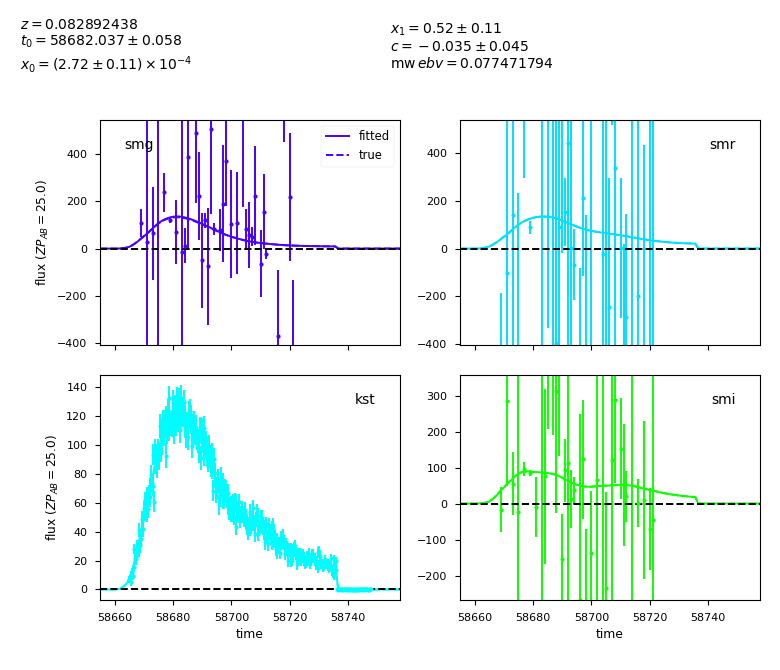 z = 0.082892438
t₀ = 58682.037 ± 0.058
x₀ = (2.72 ± 0.11) × 10⁻⁴
x₁ = 0.52 ± 0.11
c = −0.035 ± 0.045
mw ebv = 0.077471794
smg
fitted
true
flux (ZP_AB = 25.0)
400
200
0
−200
−400
smr
400
200
0
−200
−400
kst
flux (ZP_AB = 25.0)
140
120
100
80
60
40
20
0
58660 58680 58700 58720 58740
time
smi
300
200
100
0
−100
−200
58660 58680 58700 58720 58740
time